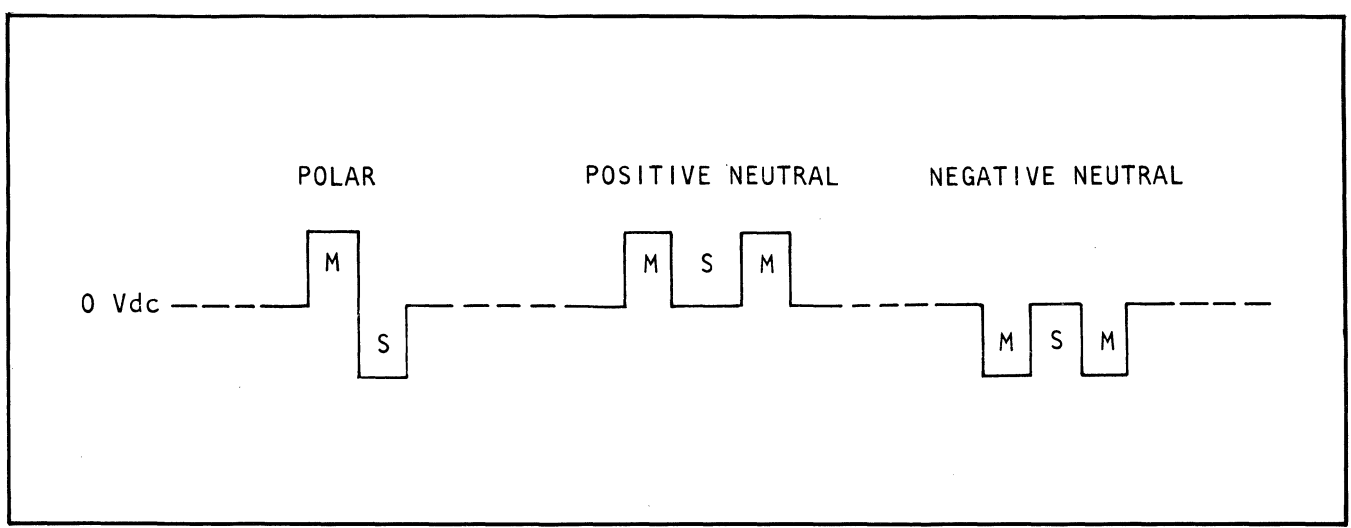 POLAR POSITIVE NEUTRAL NEGATIVE NEUTRAL
M M S M
0 Vdc
S M S M